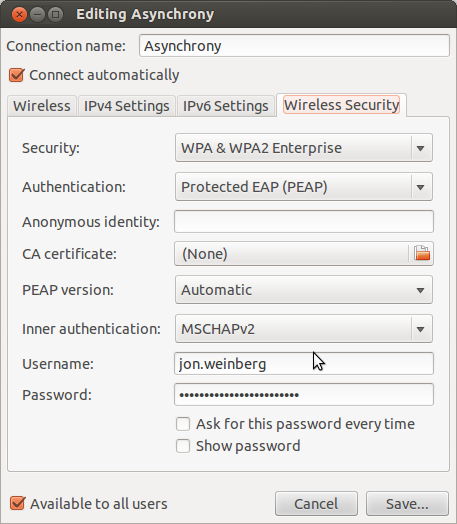 Editing Asynchrony
Connection name: Asynchrony
Connect automatically
Wireless IPv4 Settings IPv6 Settings Wireless Security
Security: WPA & WPA2 Enterprise
Authentication: Protected EAP (PEAP)
Anonymous identity:
CA certificate: (None)
PEAP version: Automatic
Inner authentication: MSCHAPv2
Username: jon.weinberg
Password: ••••••••••••••••••••••••
Ask for this password every time
Show password
Available to all users Cancel Save...